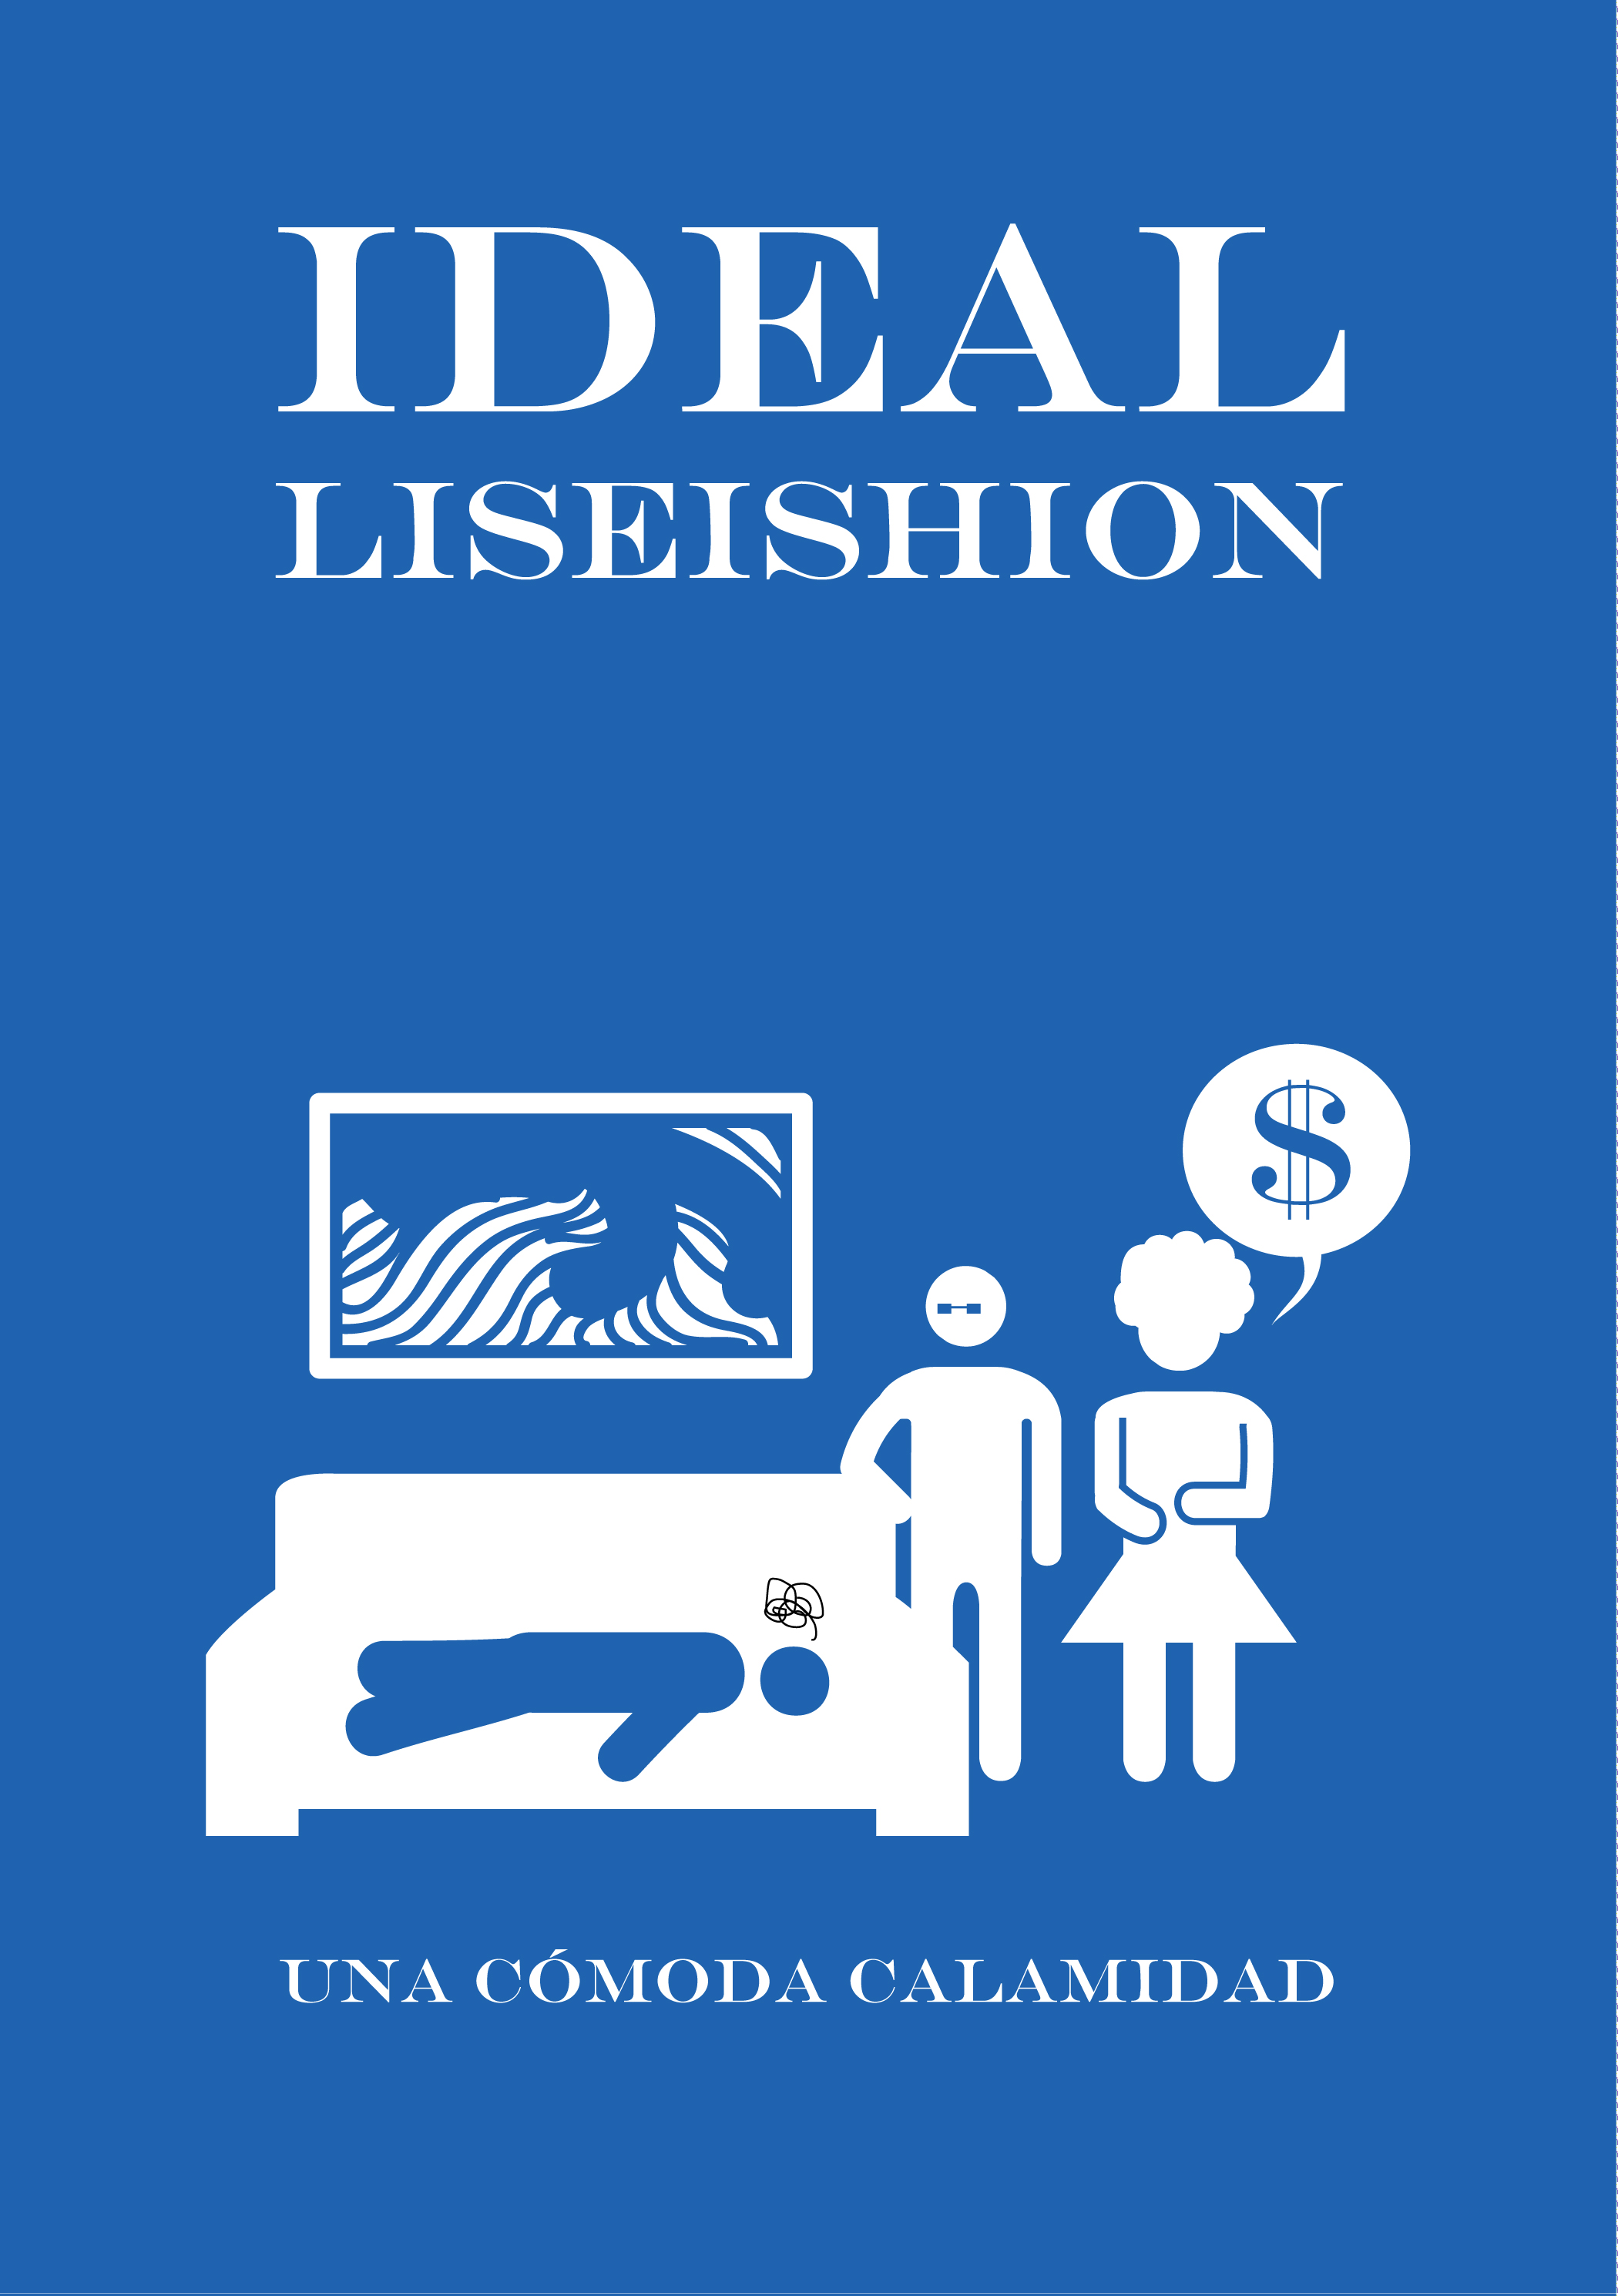 IDEAL
LISEISHION
$
UNA CÓMODA CALAMIDAD